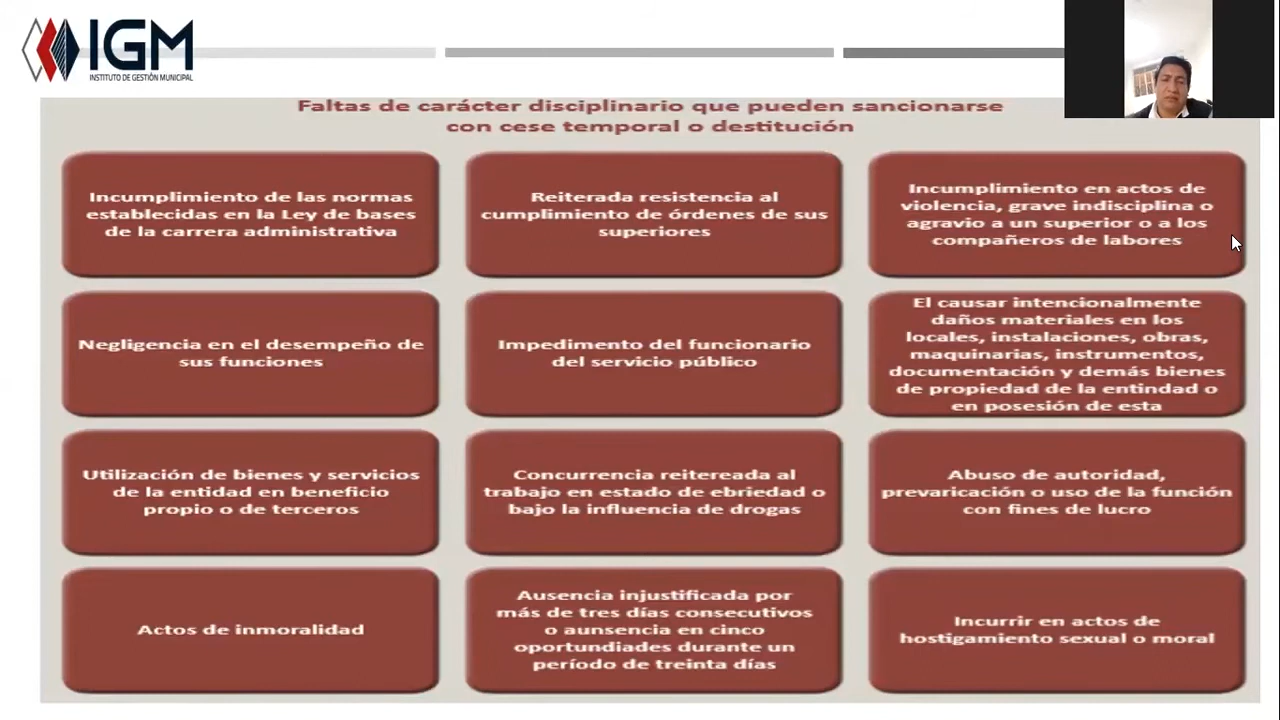 IGM
INSTITUTO DE GESTIÓN MUNICIPAL
Faltas de carácter disciplinario que pueden sancionarse
con cese temporal o destitución
Incumplimiento de las normas
establecidas en la Ley de bases
de la carrera administrativa
Reiterada resistencia al
cumplimiento de órdenes de sus
superiores
Incumplimiento en actos de
violencia, grave indisciplina o
agravio a un superior o a los
compañeros de labores
Negligencia en el desempeño de
sus funciones
Impedimento del funcionario
del servicio público
El causar intencionalmente
daños materiales en los
locales, instalaciones, obras,
maquinarias, instrumentos,
documentación y demás bienes
de propiedad de la entindad o
en posesión de esta
Utilización de bienes y servicios
de la entidad en beneficio
propio o de terceros
Concurrencia reitereada al
trabajo en estado de ebriedad o
bajo la influencia de drogas
Abuso de autoridad,
prevaricación o uso de la función
con fines de lucro
Actos de inmoralidad
Ausencia injustificada por
más de tres días consecutivos
o aunsencia en cinco
oportundiades durante un
período de treinta días
Incurrir en actos de
hostigamiento sexual o moral